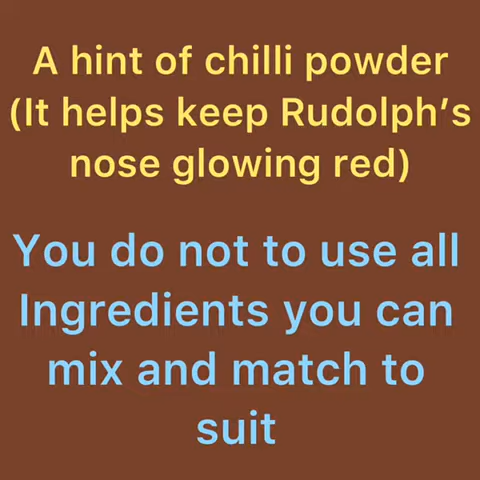 A hint of chilli powder
(It helps keep Rudolph’s
nose glowing red)
You do not to use all
Ingredients you can
mix and match to
suit